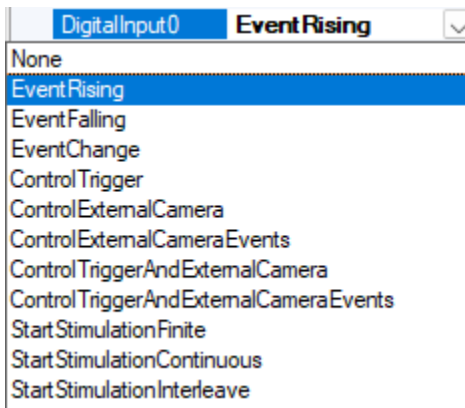 DigitalInput0 EventRising
None
EventRising
EventFalling
EventChange
ControlTrigger
ControlExternalCamera
ControlExternalCameraEvents
ControlTriggerAndExternalCamera
ControlTriggerAndExternalCameraEvents
StartStimulationFinite
StartStimulationContinuous
StartStimulationInterleave